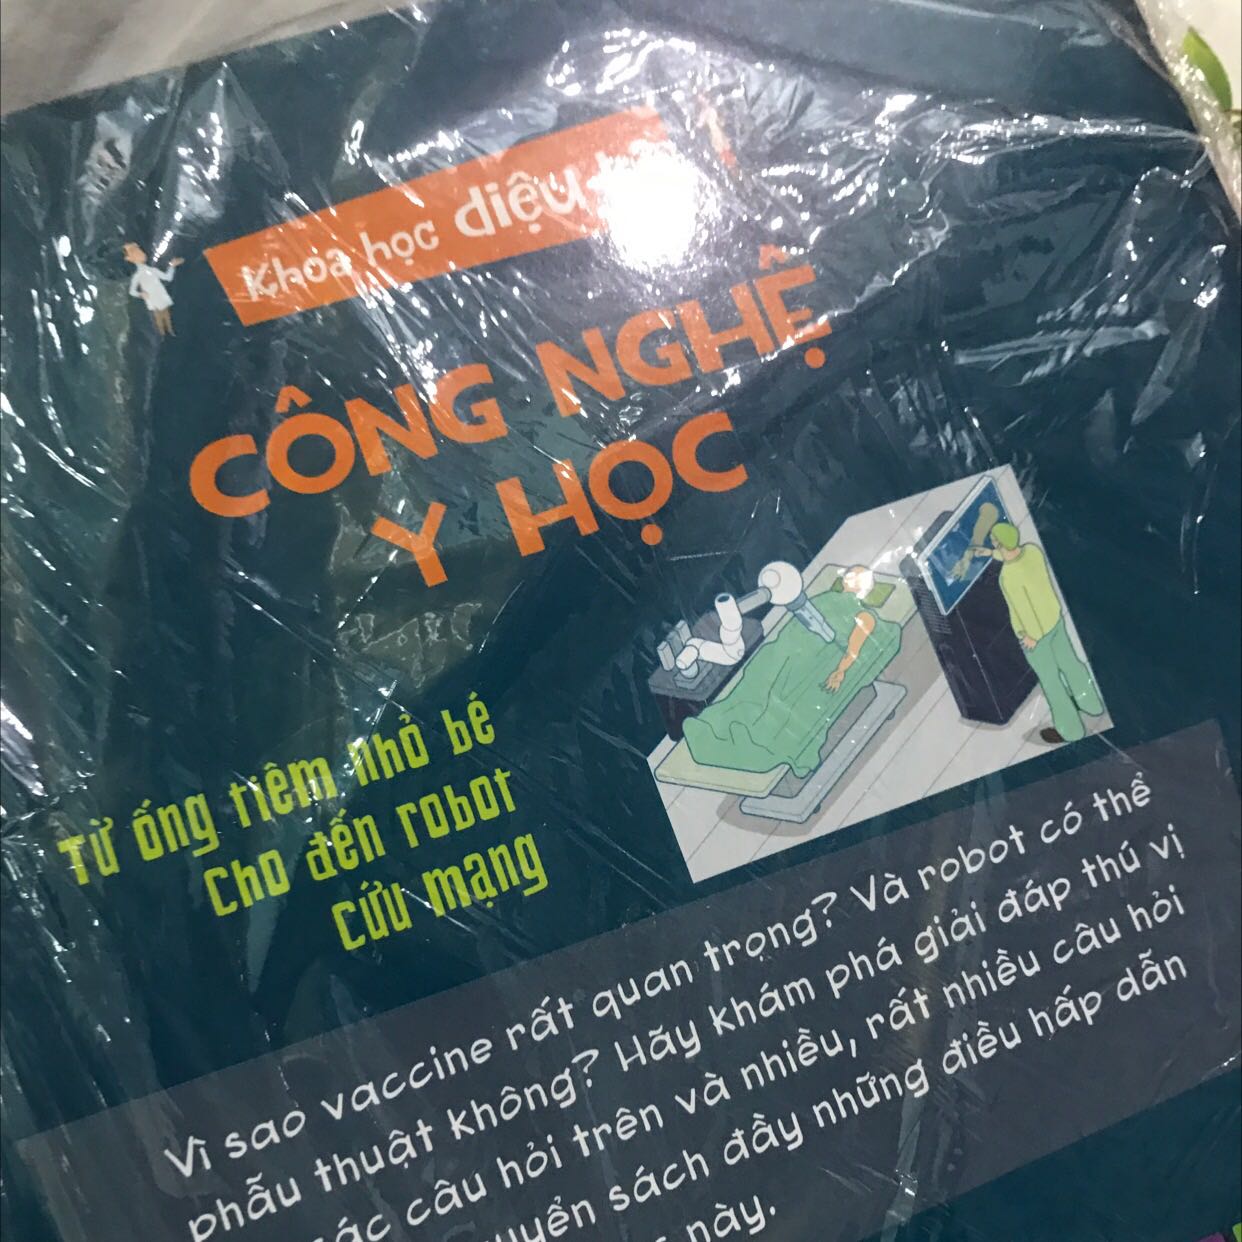 Khoa học diệu
CÔNG NGHỆ
Y HỌC
Từ ống tiêm nhỏ bé
Cho đến robot
cứu mạng
Vì sao vaccine rất quan trọng? Và robot có thể
phẫu thuật không? Hãy khám phá giải đáp thú vị
các câu hỏi trên và nhiều, rất nhiều câu hỏi
sách đầy những điều hấp dẫn
này.